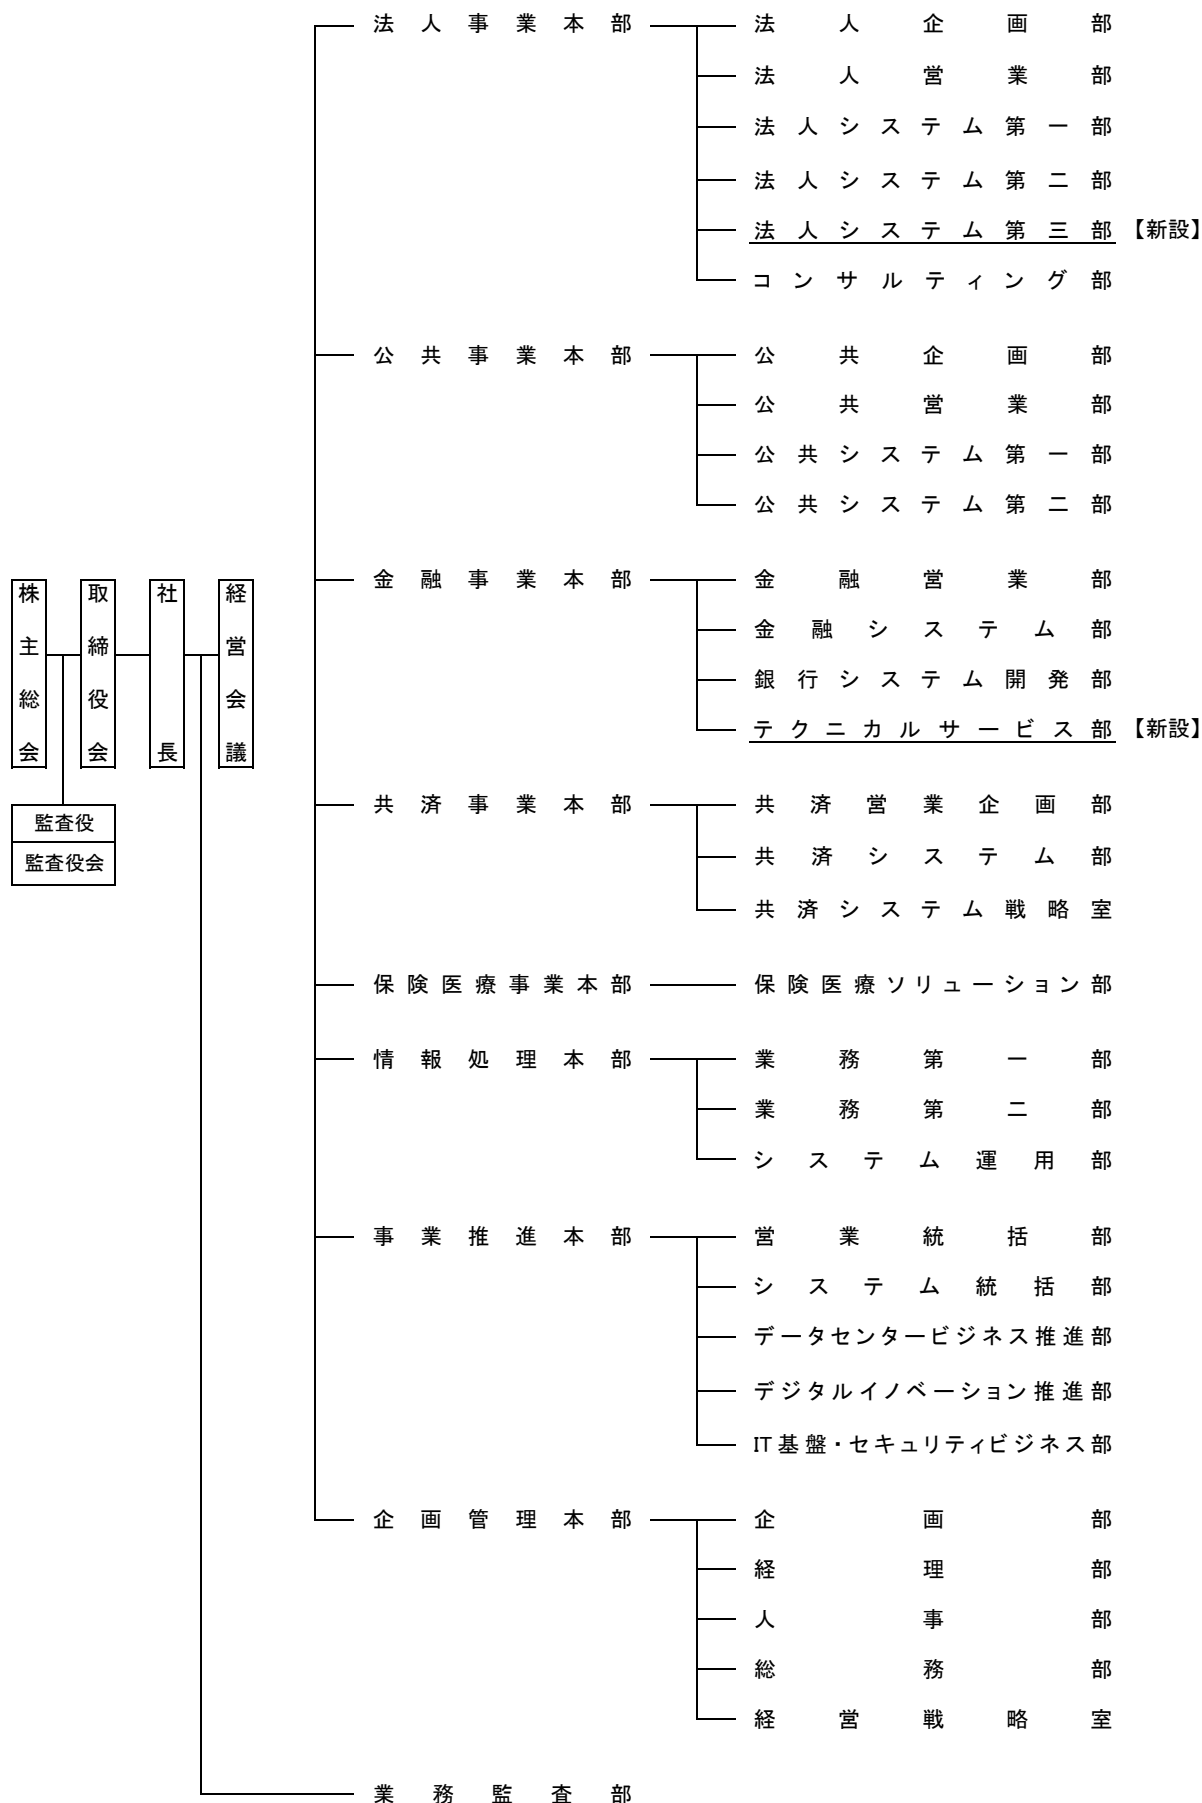 法人事業本部
法人企画部
法人営業部
法人システム第一部
法人システム第二部
法人システム第三部 【新設】
コンサルティング部
公共事業本部
公共企画部
公共営業部
公共システム第一部
公共システム第二部
株主総会
取締役会
社長
経営会議
監査役
監査役会
金融事業本部
金融営業部
金融システム部
銀行システム開発部
テクニカルサービス部 【新設】
共済事業本部
共済営業企画部
共済システム部
共済システム戦略室
保険医療事業本部
保険医療ソリューション部
情報処理本部
業務第一部
業務第二部
システム運用部
事業推進本部
営業統括部
システム統括部
データセンタービジネス推進部
デジタルイノベーション推進部
IT基盤・セキュリティビジネス部
企画管理本部
企画部
経理部
人事部
総務部
経営戦略室
業務監査部